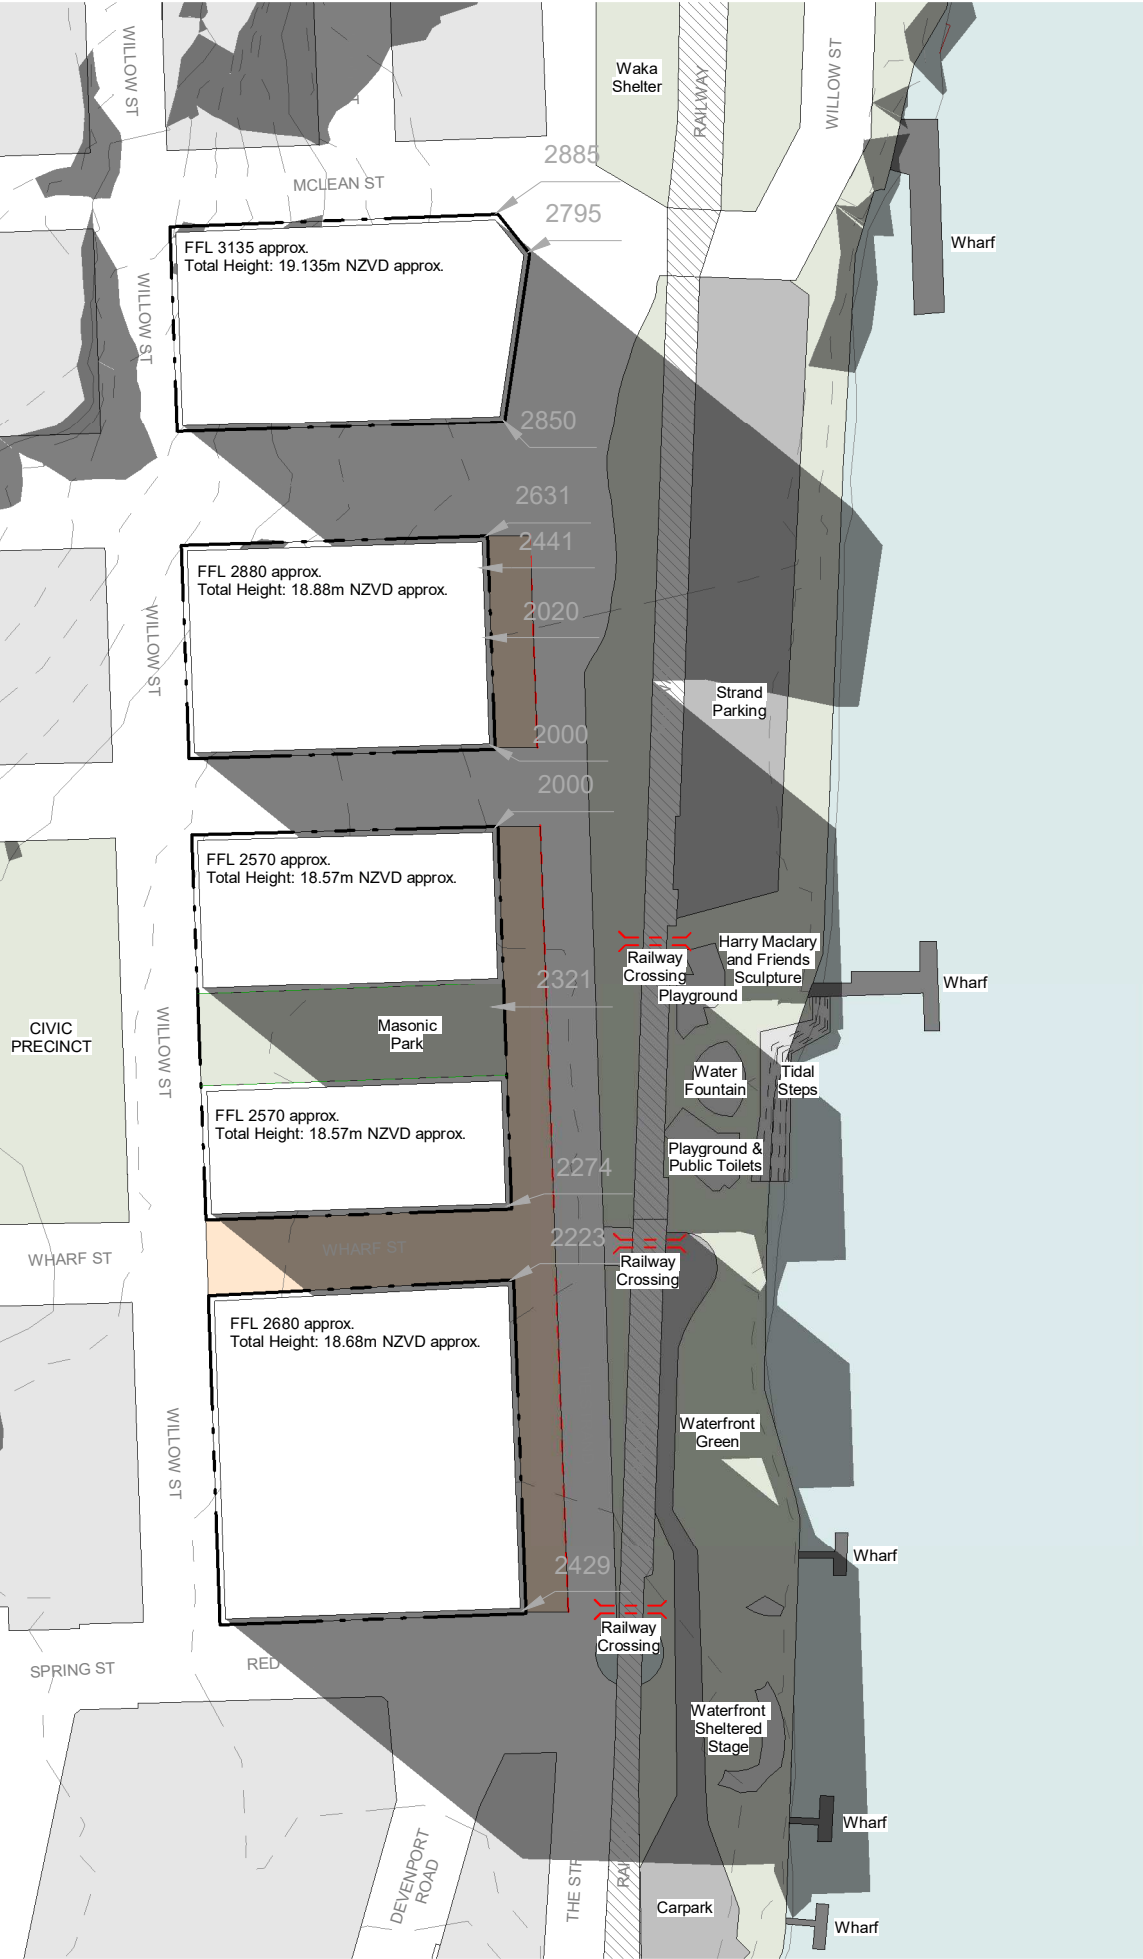 WILLOW ST
Waka
Shelter
RAILWAY
WILLOW ST
2885
MCLEAN ST
2795
Wharf
FFL 3135 approx.
Total Height: 19.135m NZVD approx.
WILLOW ST
2850
2631
2441
FFL 2880 approx.
Total Height: 18.88m NZVD approx.
2020
WILLOW ST
Strand
Parking
2000
2000
FFL 2570 approx.
Total Height: 18.57m NZVD approx.
Harry Maclary
and Friends
Sculpture
Railway
Crossing
2321
Playground
Wharf
CIVIC
PRECINCT
WILLOW ST
Masonic
Park
Water
Fountain
Tidal
Steps
FFL 2570 approx.
Total Height: 18.57m NZVD approx.
Playground &
Public Toilets
2274
2223
WHARF ST
WHARF ST
Railway
Crossing
FFL 2680 approx.
Total Height: 18.68m NZVD approx.
WILLOW ST
Waterfront
Green
2429
Wharf
Railway
Crossing
SPRING ST
RED
Waterfront
Sheltered
Stage
Wharf
DEVENPORT
ROAD
THE STR
RAI
Carpark
Wharf